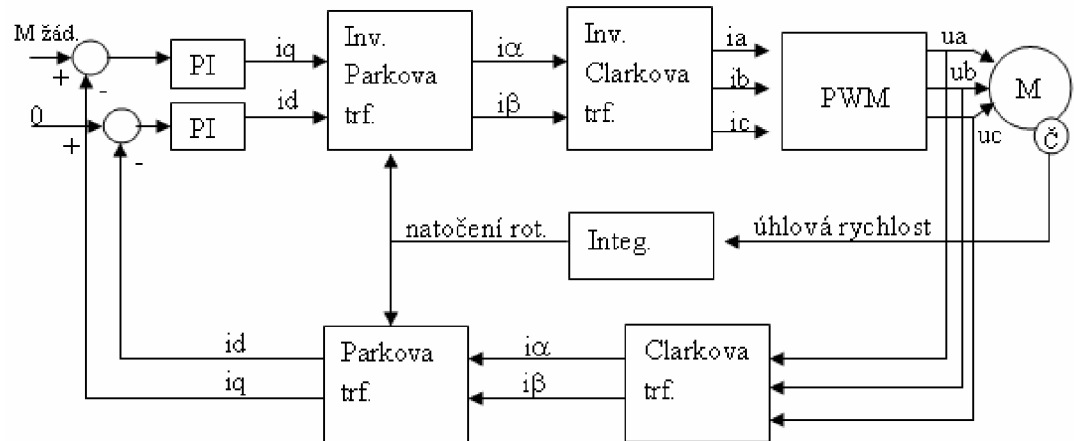 M žád.
+
-
PI
iq
Inv.
Parkova
trf.
iα
iβ
Inv.
Clarkova
trf.
ia
ib
ic
PWM
ua
ub
uc
M
Č
0
+
-
PI
id
natočení rot.
Integ.
úhlová rychlost
id
iq
Parkova
trf.
iα
iβ
Clarkova
trf.